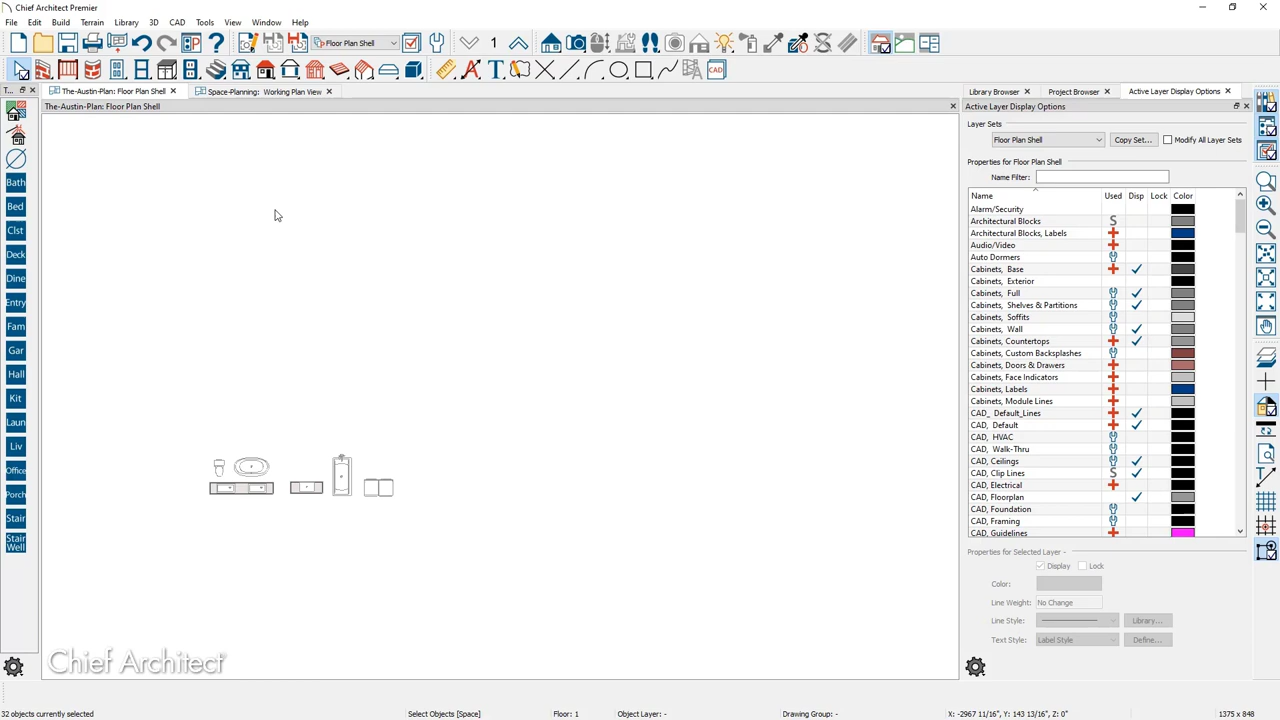 Chief Architect Premier
File Edit Build Terrain Library 3D CAD Tools View Window Help
1 Floor Plan Shell
CAD
T... The-Austin-Plan: Floor Plan Shell Space-Planning: Working Plan View Library Browser Project Browser Active Layer Display Options
The-Austin-Plan: Floor Plan Shell
Active Layer Display Options
Layer Sets
Floor Plan Shell Copy Set... Modify All Layer Sets
Properties for Floor Plan Shell
Name Filter:
Name Used Disp Lock Color
Alarm/Security
Architectural Blocks S
Architectural Blocks, Labels
Audio/Video
Auto Dormers
Cabinets, Base
Cabinets, Exterior
Cabinets, Full
Cabinets, Shelves & Partitions
Cabinets, Soffits
Cabinets, Wall
Cabinets, Countertops
Cabinets, Custom Backsplashes
Cabinets, Doors & Drawers
Cabinets, Face Indicators
Cabinets, Labels
Cabinets, Module Lines
CAD_ Default_Lines
CAD, Default
CAD, HVAC
CAD, Walk-Thru
CAD, Ceilings
CAD, Clip Lines S
CAD, Electrical
CAD, Floorplan
CAD, Foundation
CAD, Framing
CAD, Guidelines
Properties for Selected Layer -
Display Lock
Color:
Line Weight: No Change
Line Style: Library...
Text Style: Label Style Define...
Bath
Bed
Clst
Deck
Dine
Entry
Fam
Gar
Hall
Kit
Laun
Liv
Office
Porch
Stair
Stair
Well
Chief Architect
32 objects currently selected Select Objects [Space] Floor: 1 Object Layer: - Drawing Group: - X: -2967 11/16", Y: 143 13/16", Z: 0" 1375 x 848